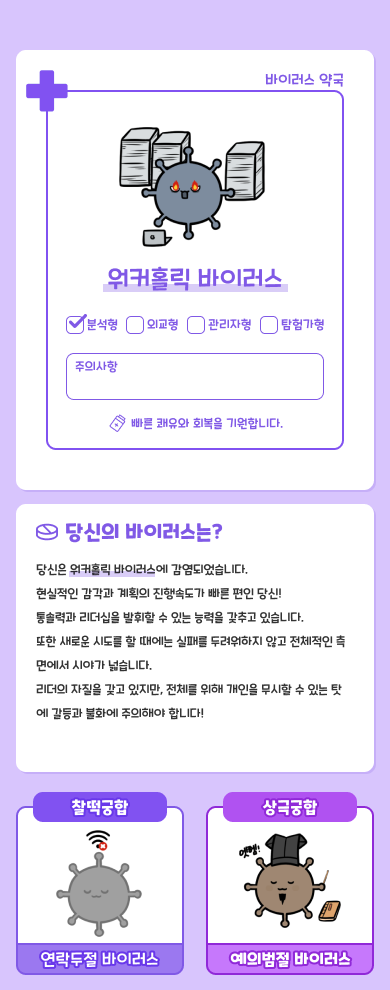 바이러스 약국
워커홀릭 바이러스
분석형 외교형 관리자형 탐험가형
주의사항
빠른 쾌유와 회복을 기원합니다.
당신의 바이러스는?
당신은 워커홀릭 바이러스에 감염되었습니다.
현실적인 감각과 계획의 진행속도가 빠른 편인 당신!
통솔력과 리더십을 발휘할 수 있는 능력을 갖추고 있습니다.
또한 새로운 시도를 할 때에는 실패를 두려워하지 않고 전체적인 측
면에서 시야가 넓습니다.
리더의 자질을 갖고 있지만, 전체를 위해 개인을 무시할 수 있는 탓
에 갈등과 불화에 주의해야 합니다!
찰떡궁합
상극궁합
엣헴!
연락두절 바이러스
예의범절 바이러스